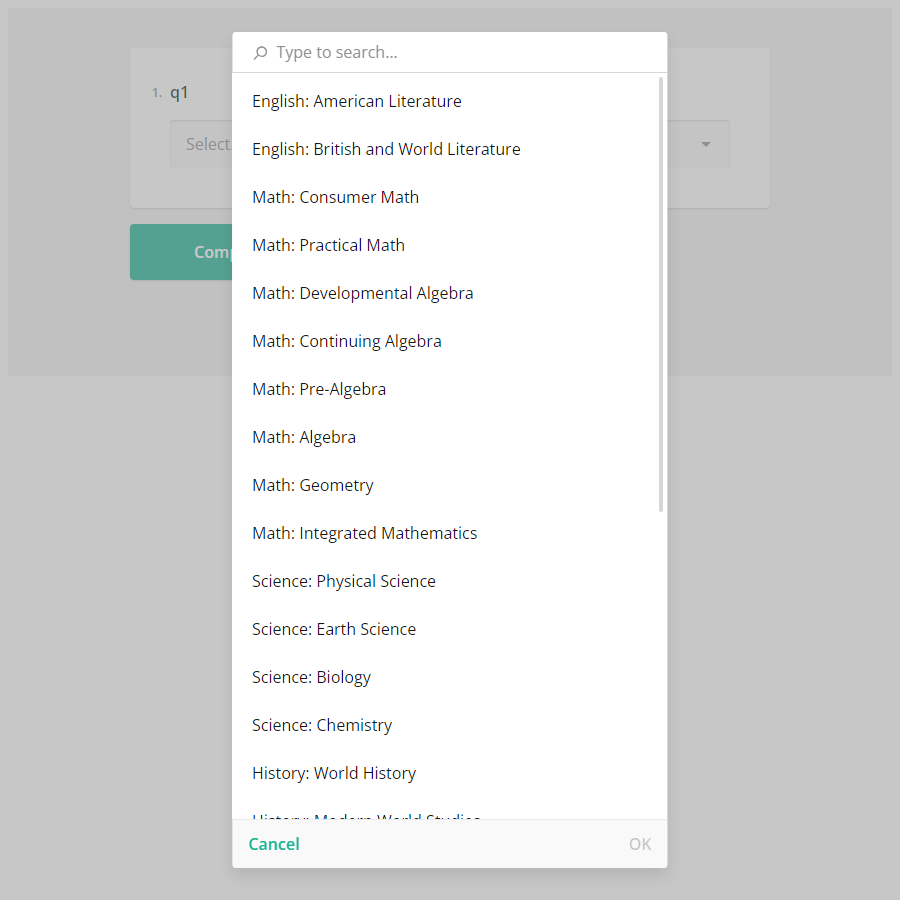 Type to search...
1. q1
Select
Comp
English: American Literature
English: British and World Literature
Math: Consumer Math
Math: Practical Math
Math: Developmental Algebra
Math: Continuing Algebra
Math: Pre-Algebra
Math: Algebra
Math: Geometry
Math: Integrated Mathematics
Science: Physical Science
Science: Earth Science
Science: Biology
Science: Chemistry
History: World History
History: Modern World Studies
Cancel
OK